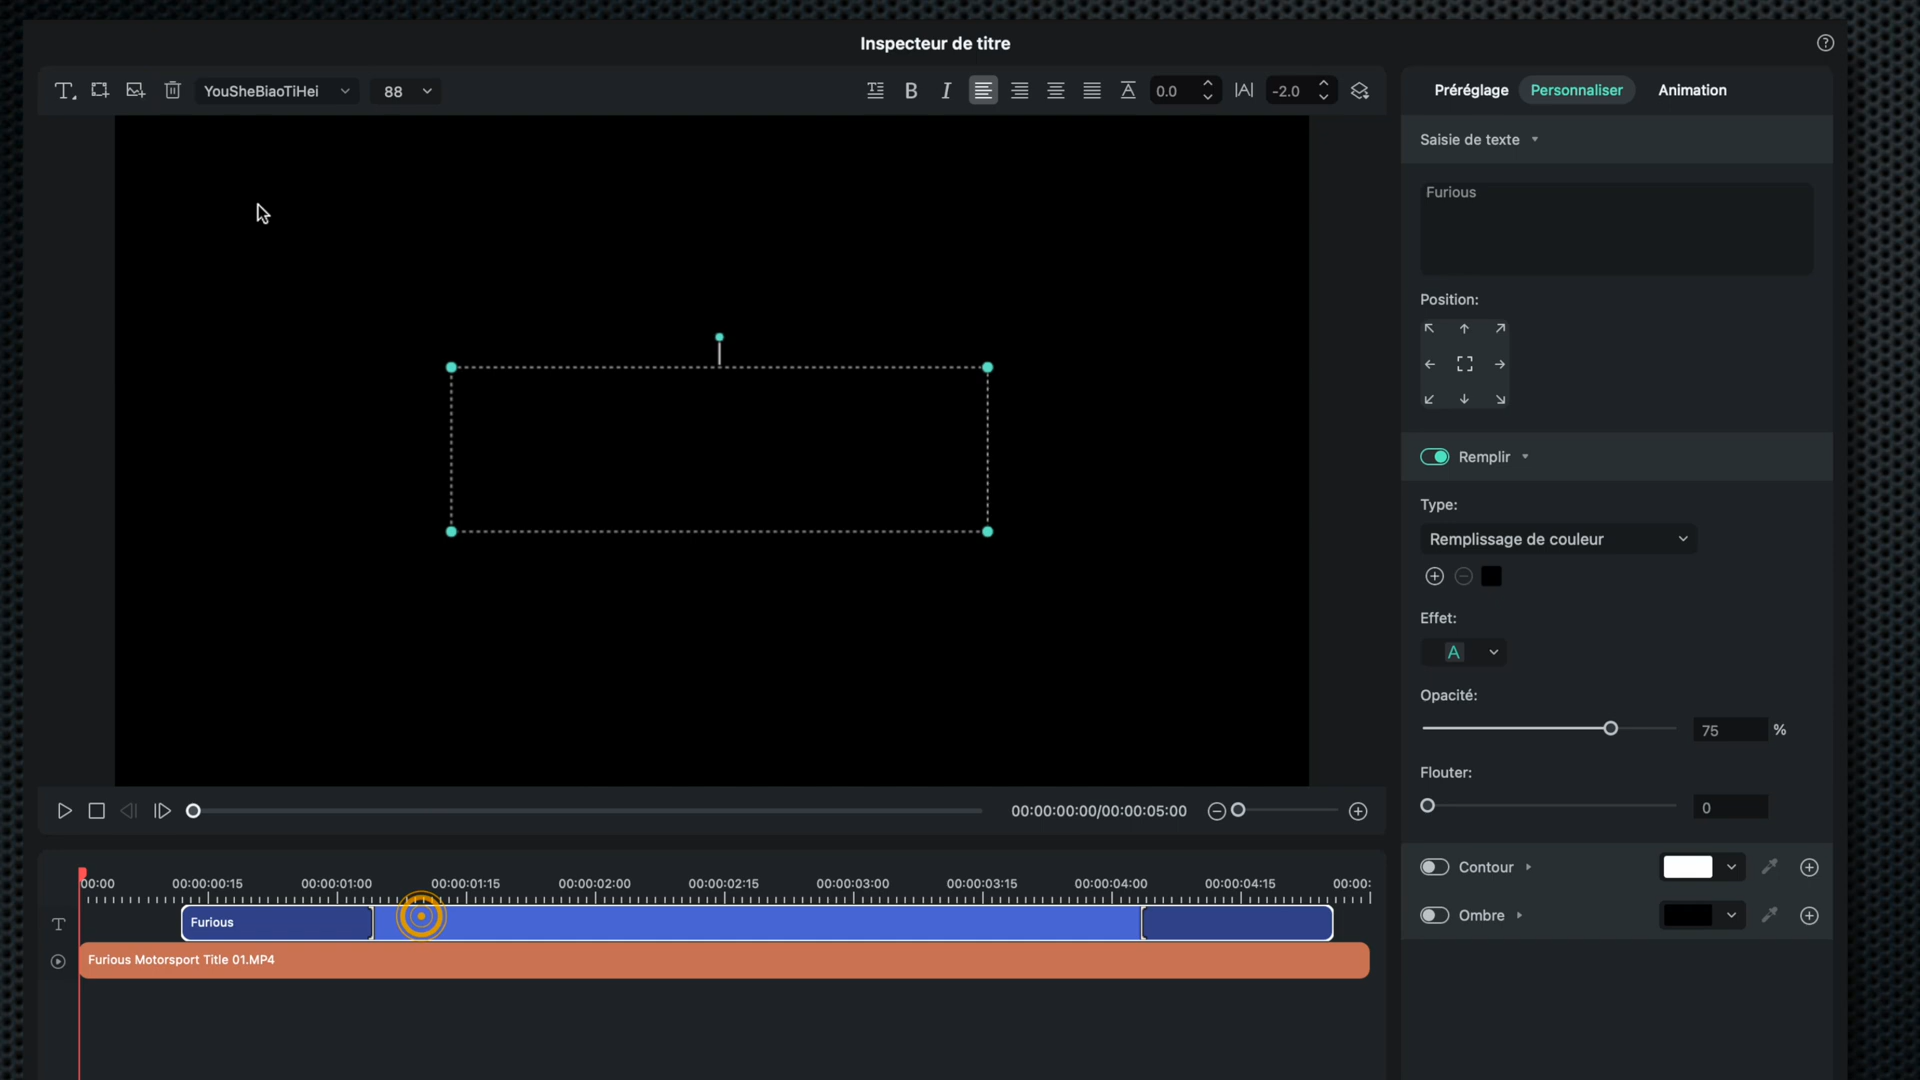 Inspecteur de titre
YouSheBiaoTiHei
88
0.0
-2.0
Préréglage
Personnaliser
Animation
Saisie de texte
Furious
Position:
Remplir
Type:
Remplissage de couleur
Effet:
A
Opacité:
75
%
Flouter:
0
Contour
Ombre
00:00:00:00/00:00:05:00
00:00
00:00:00:15
00:00:01:00
00:00:01:15
00:00:02:00
00:00:02:15
00:00:03:00
00:00:03:15
00:00:04:00
00:00:04:15
00:00:
Furious
Furious Motorsport Title 01.MP4